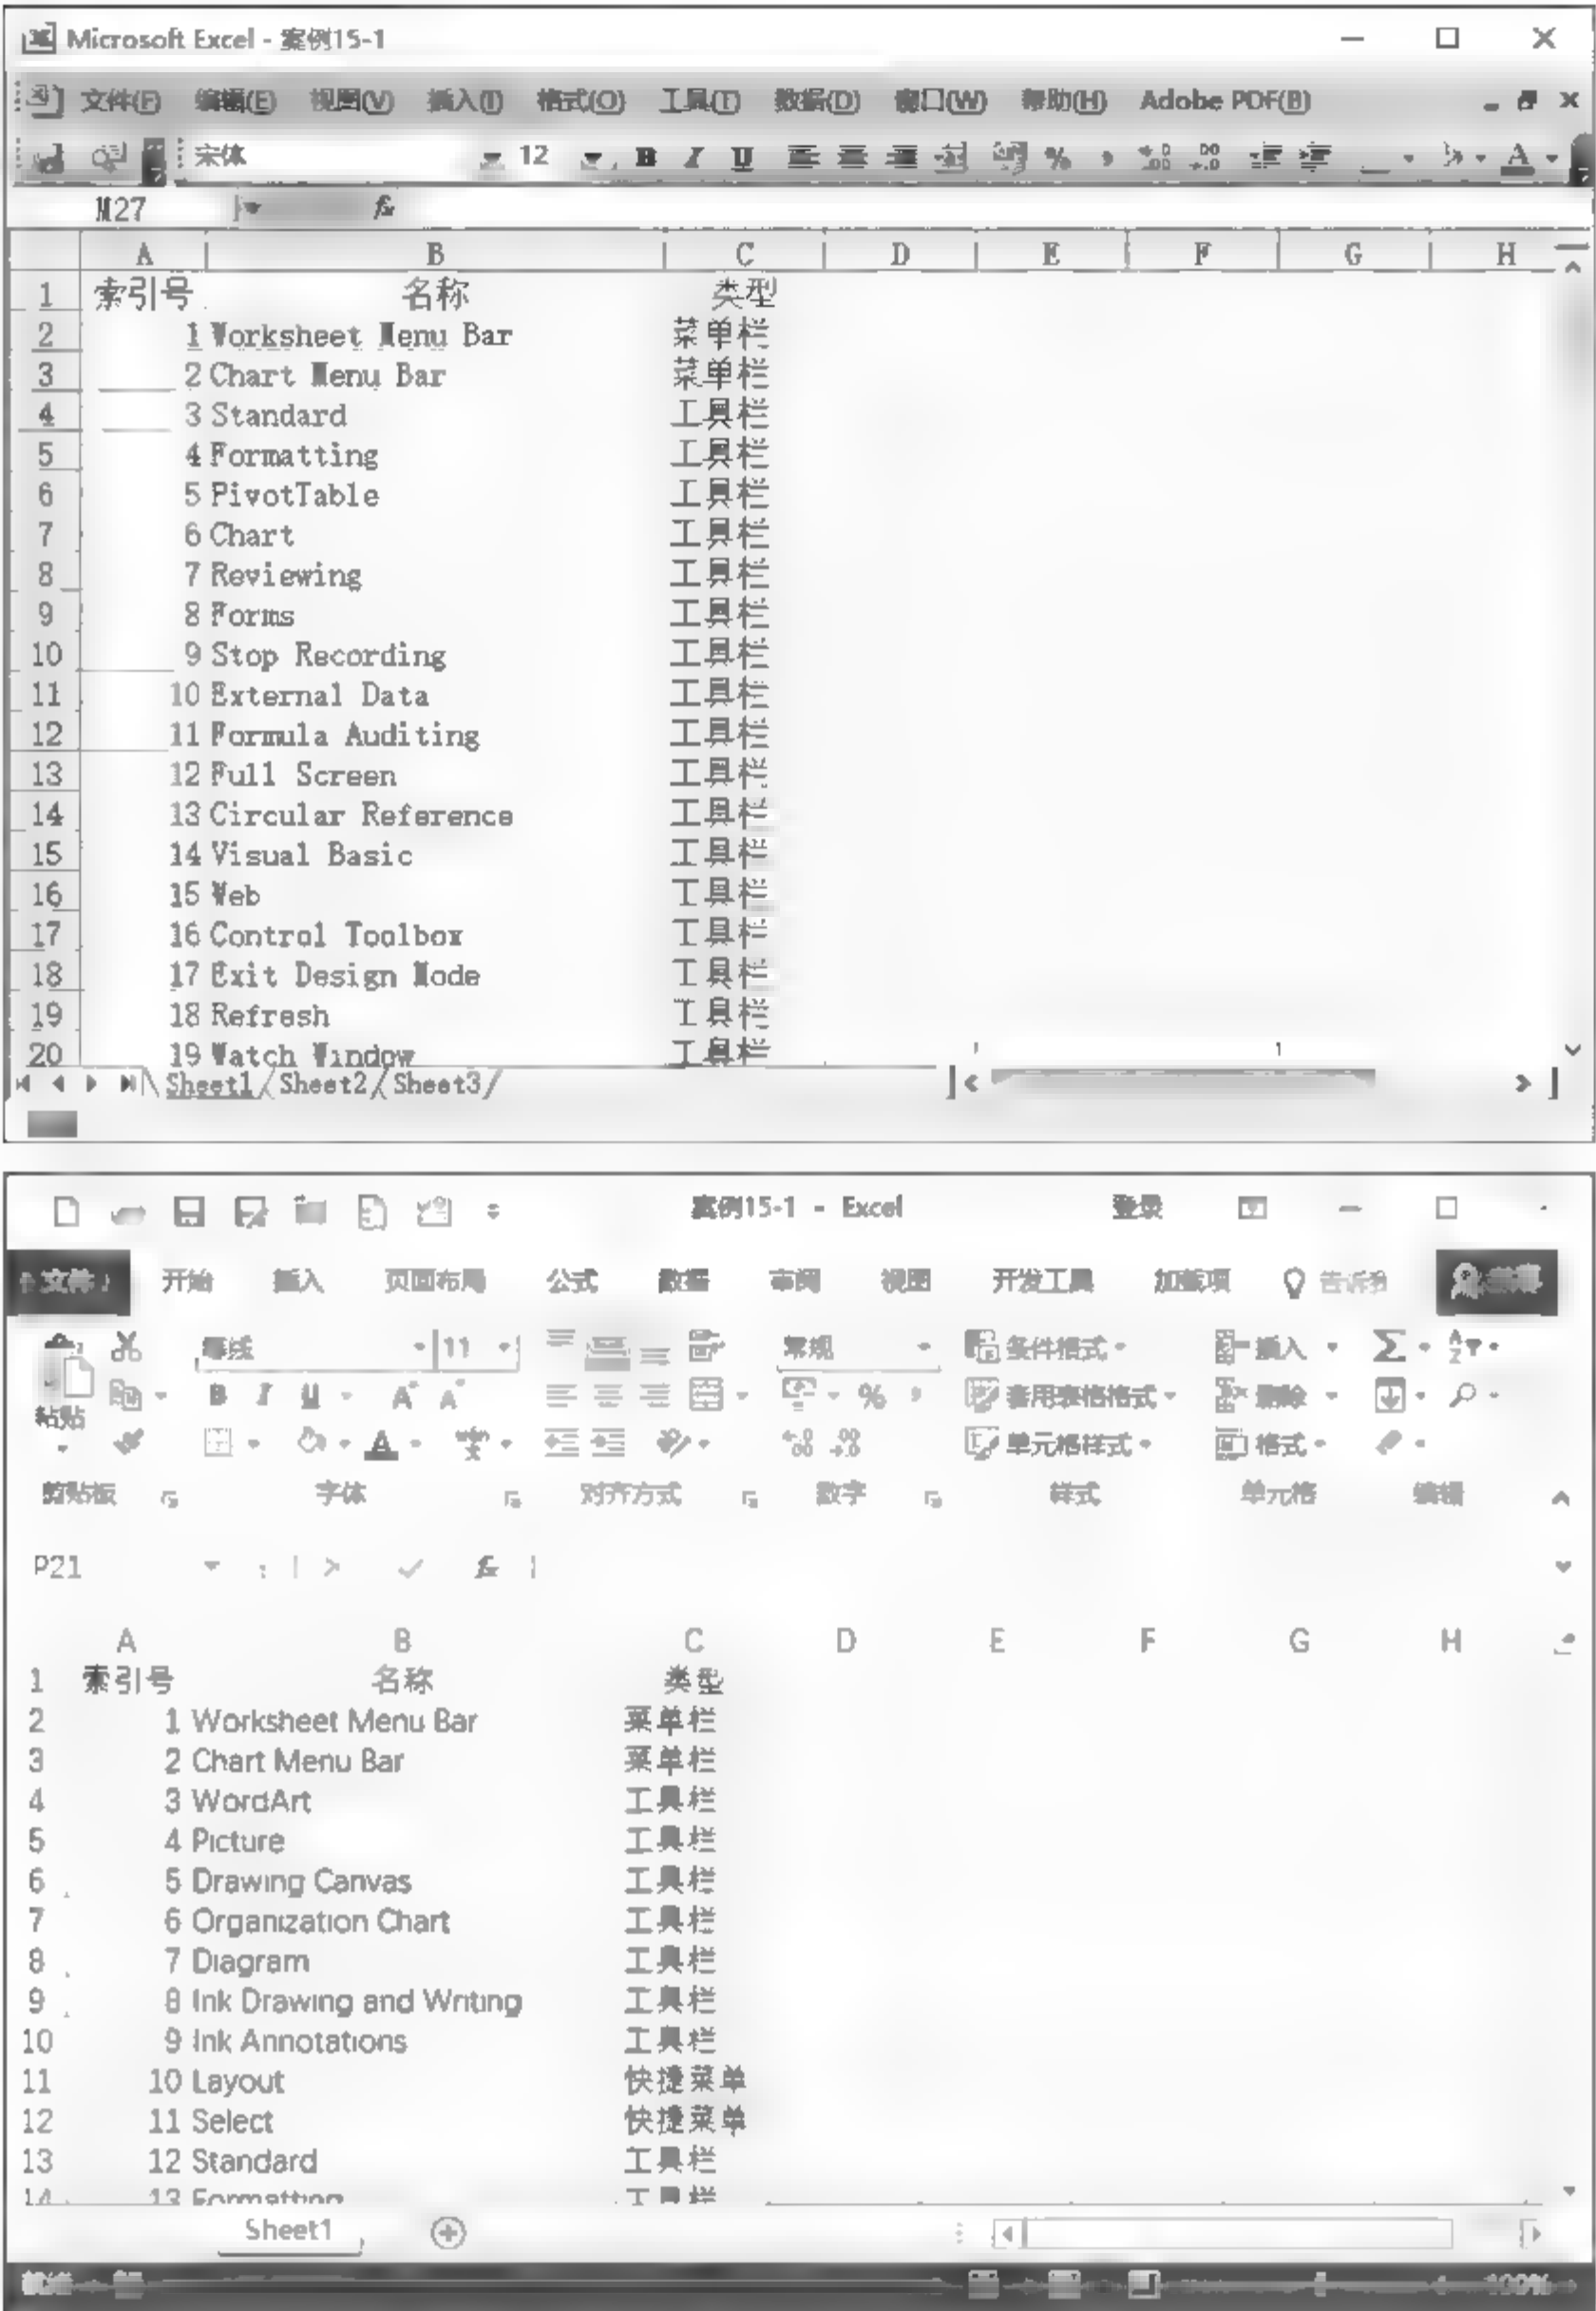 Microsoft Excel - 案例15-1
文件(F) 编辑(E) 视图(V) 插入(I) 格式(O) 工具(T) 数据(D) 窗口(W) 帮助(H) Adobe PDF(B)
宋体 12 B I U
M27 fx
A B C D E F G H
1 索引号 名称 类型
2 1 Worksheet Menu Bar 菜单栏
3 2 Chart Menu Bar 菜单栏
4 3 Standard 工具栏
5 4 Formatting 工具栏
6 5 PivotTable 工具栏
7 6 Chart 工具栏
8 7 Reviewing 工具栏
9 8 Forms 工具栏
10 9 Stop Recording 工具栏
11 10 External Data 工具栏
12 11 Formula Auditing 工具栏
13 12 Full Screen 工具栏
14 13 Circular Reference 工具栏
15 14 Visual Basic 工具栏
16 15 Web 工具栏
17 16 Control Toolbox 工具栏
18 17 Exit Design Mode 工具栏
19 18 Refresh 工具栏
20 19 Watch Window 工具栏
Sheet1 Sheet2 Sheet3
案例15-1 - Excel 登录
文件 开始 插入 页面布局 公式 数据 审阅 视图 开发工具 加载项 告诉我
等线 11 常规 条件格式 插入
粘贴 B I U A A % 套用表格格式 删除
A 单元格样式 格式
剪贴板 字体 对齐方式 数字 样式 单元格 编辑
P21 fx
A B C D E F G H
1 索引号 名称 类型
2 1 Worksheet Menu Bar 菜单栏
3 2 Chart Menu Bar 菜单栏
4 3 WordArt 工具栏
5 4 Picture 工具栏
6 5 Drawing Canvas 工具栏
7 6 Organization Chart 工具栏
8 7 Diagram 工具栏
9 8 Ink Drawing and Writing 工具栏
10 9 Ink Annotations 工具栏
11 10 Layout 快捷菜单
12 11 Select 快捷菜单
13 12 Standard 工具栏
14 13 Formatting 工具栏
Sheet1
100%